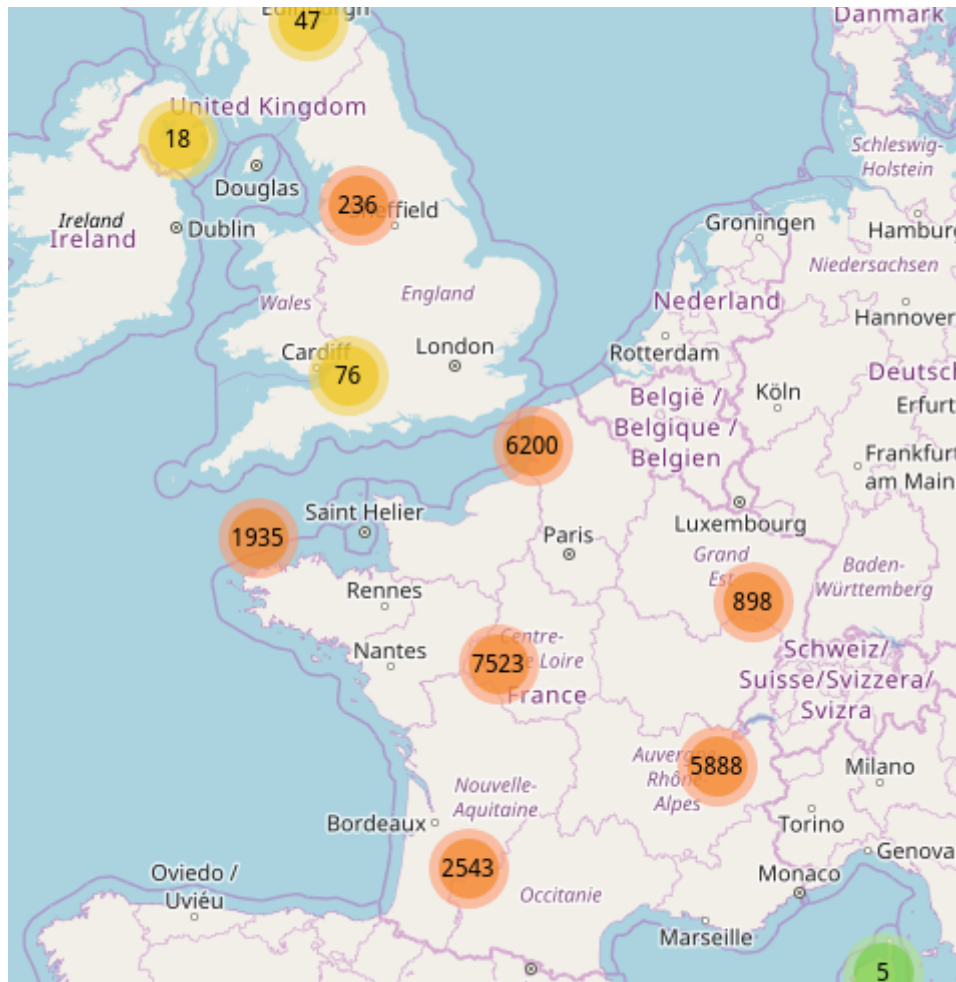 Danmark
47
United Kingdom
18
Schleswig-
Holstein
Douglas
236
Sheffield
Ireland
Ireland
Dublin
Groningen
Hamburg
Niedersachsen
Wales
England
Nederland
Hannover
Cardiff
76
London
Rotterdam
België /
Belgique /
Belgien
Köln
Deutsch
Erfurt
6200
Frankfurt
am Main
1935
Saint Helier
Paris
Luxembourg
Grand
Est
898
Baden-
Württemberg
Rennes
Nantes
7523
Centre-
Loire
France
Schweiz/
Suisse/Svizzera/
Svizra
Auvergne
Rhône-
Alpes
5888
Milano
Nouvelle-
Aquitaine
Bordeaux
Torino
2543
Genova
Monaco
Oviedo /
Uviéu
Occitanie
Marseille
5